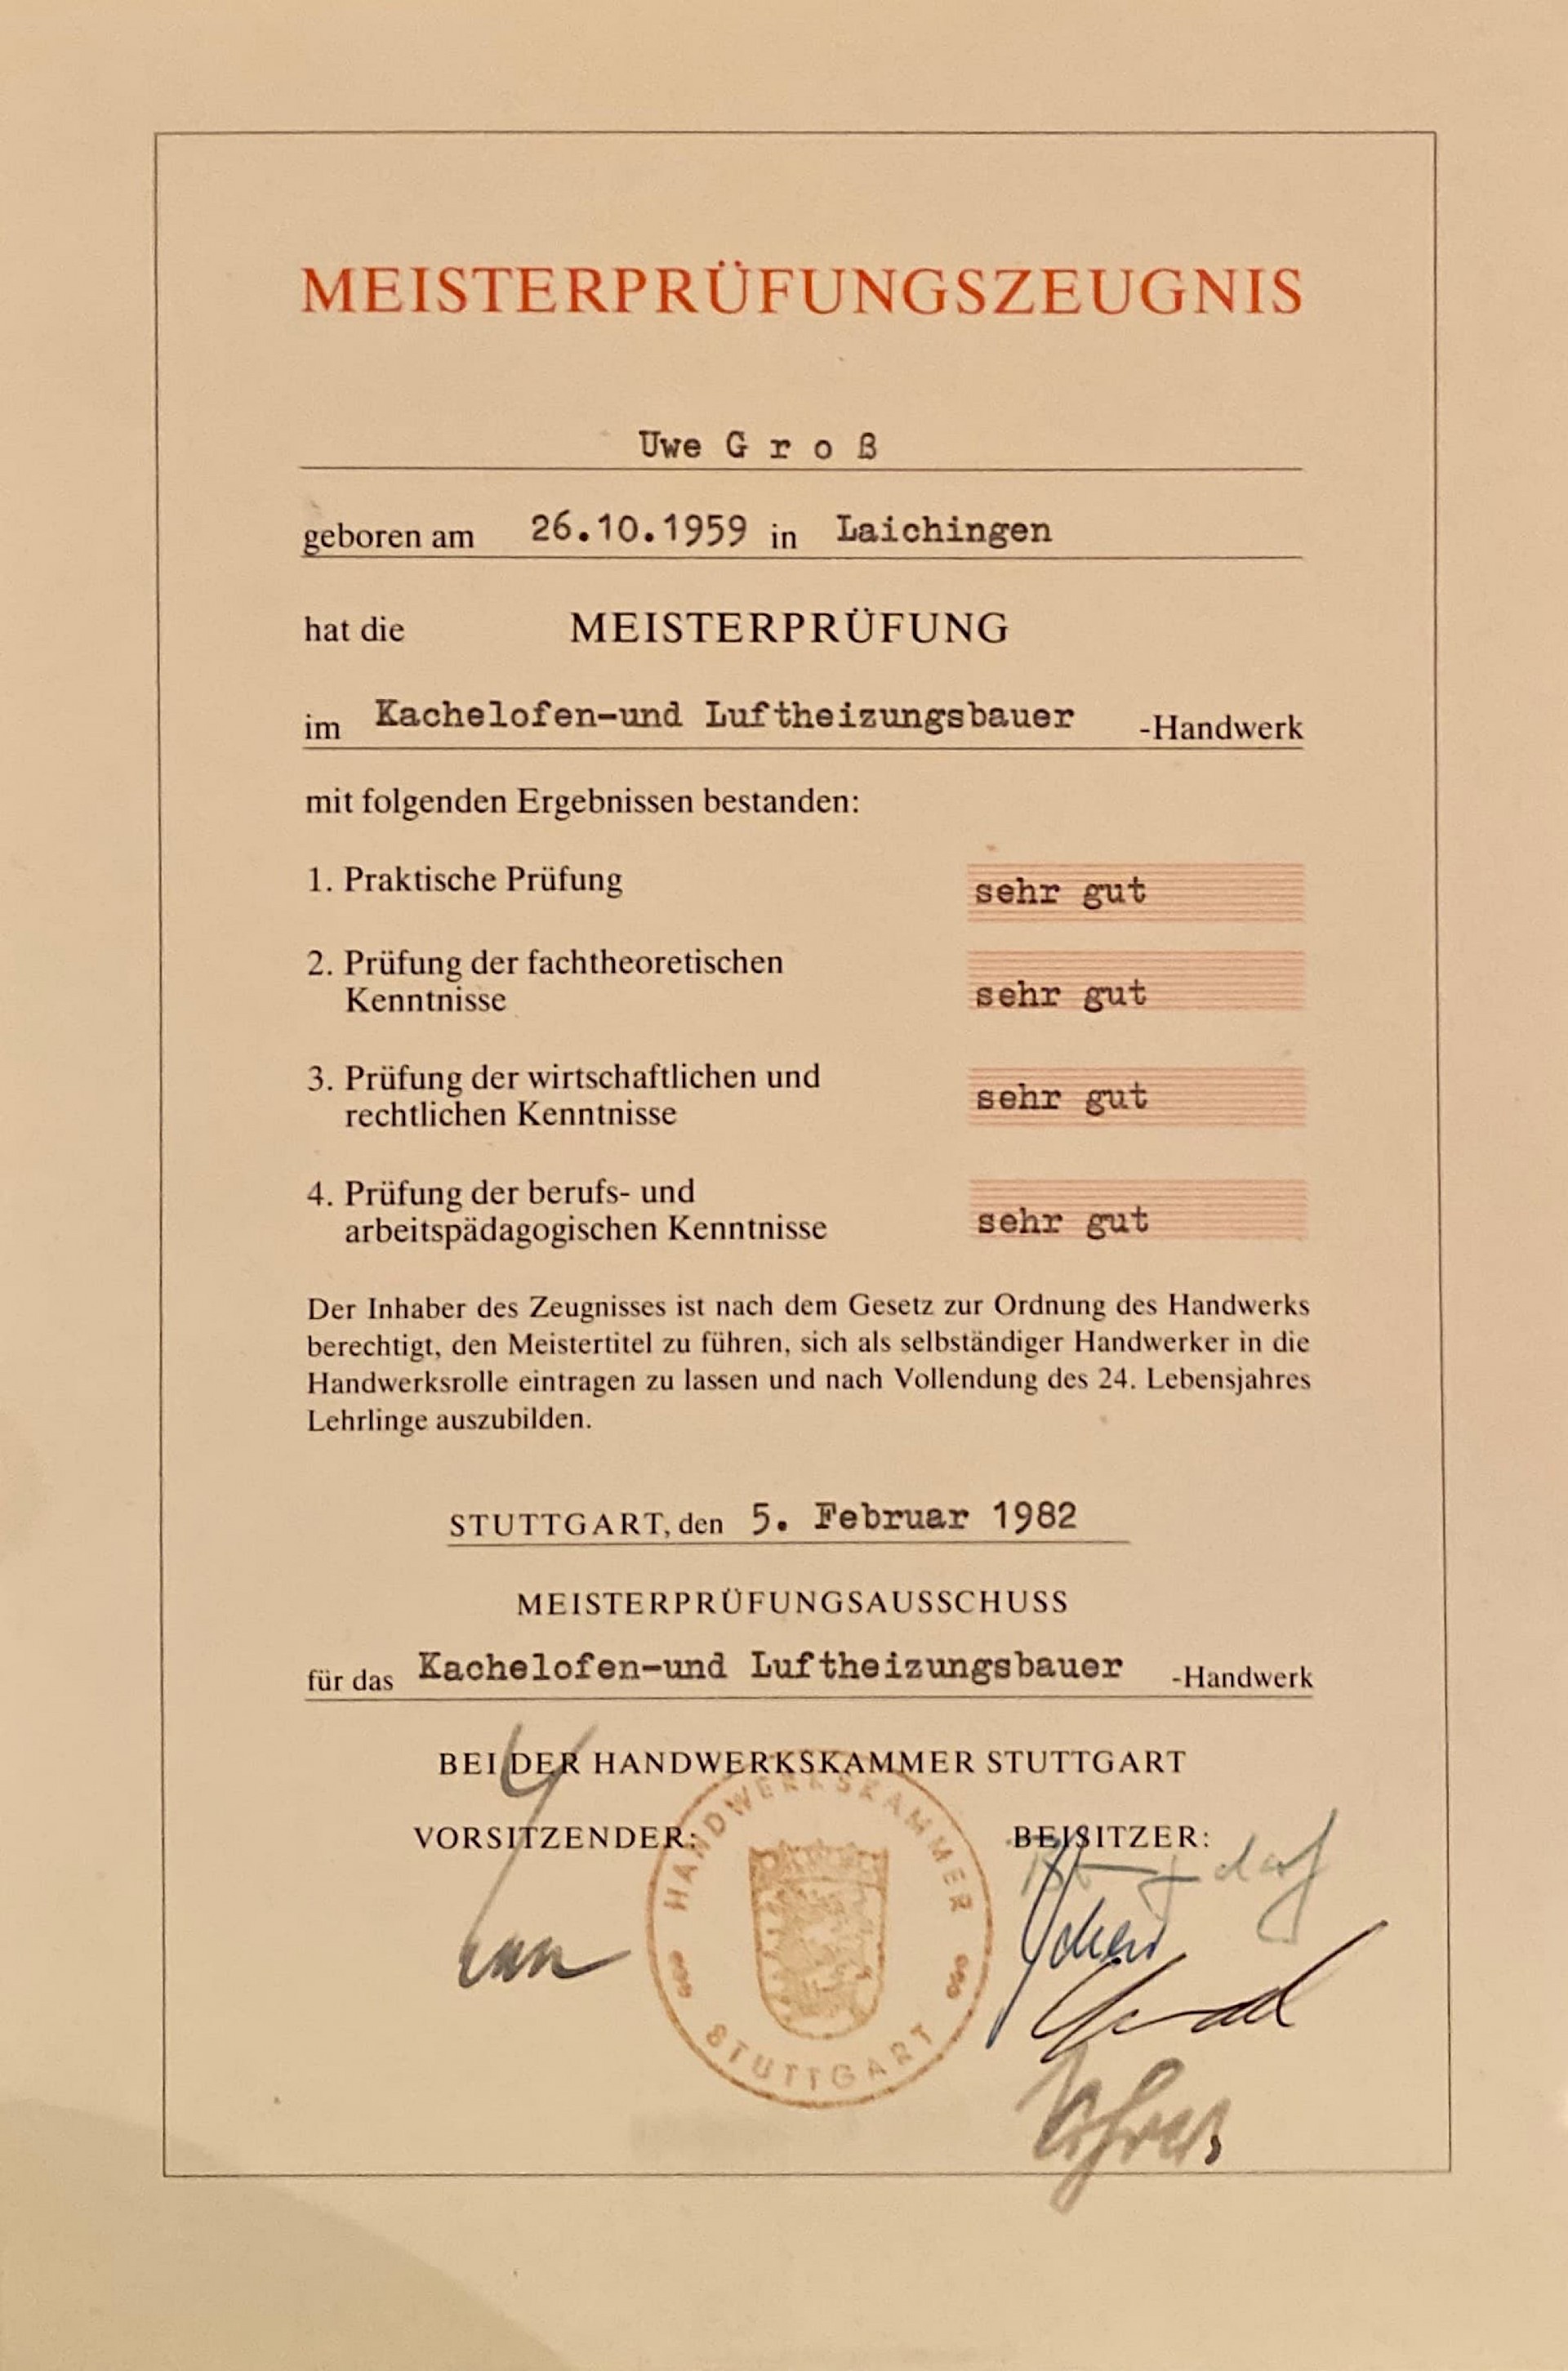 MEISTERPRÜFUNGSZEUGNIS
Uwe G r o ß
geboren am 26.10.1959 in Laichingen
hat die MEISTERPRÜFUNG
im Kachelofen-und Luftheizungsbauer -Handwerk
mit folgenden Ergebnissen bestanden:
1. Praktische Prüfung sehr gut
2. Prüfung der fachtheoretischen
Kenntnisse sehr gut
3. Prüfung der wirtschaftlichen und
rechtlichen Kenntnisse sehr gut
4. Prüfung der berufs- und
arbeitspädagogischen Kenntnisse sehr gut
Der Inhaber des Zeugnisses ist nach dem Gesetz zur Ordnung des Handwerks
berechtigt, den Meistertitel zu führen, sich als selbständiger Handwerker in die
Handwerksrolle eintragen zu lassen und nach Vollendung des 24. Lebensjahres
Lehrlinge auszubilden.
STUTTGART, den 5. Februar 1982
MEISTERPRÜFUNGSAUSSCHUSS
für das Kachelofen-und Luftheizungsbauer -Handwerk
BEI DER HANDWERKSKAMMER STUTTGART
VORSITZENDER: BEISITZER:
HANDWERKSKAMMER
STUTTGART